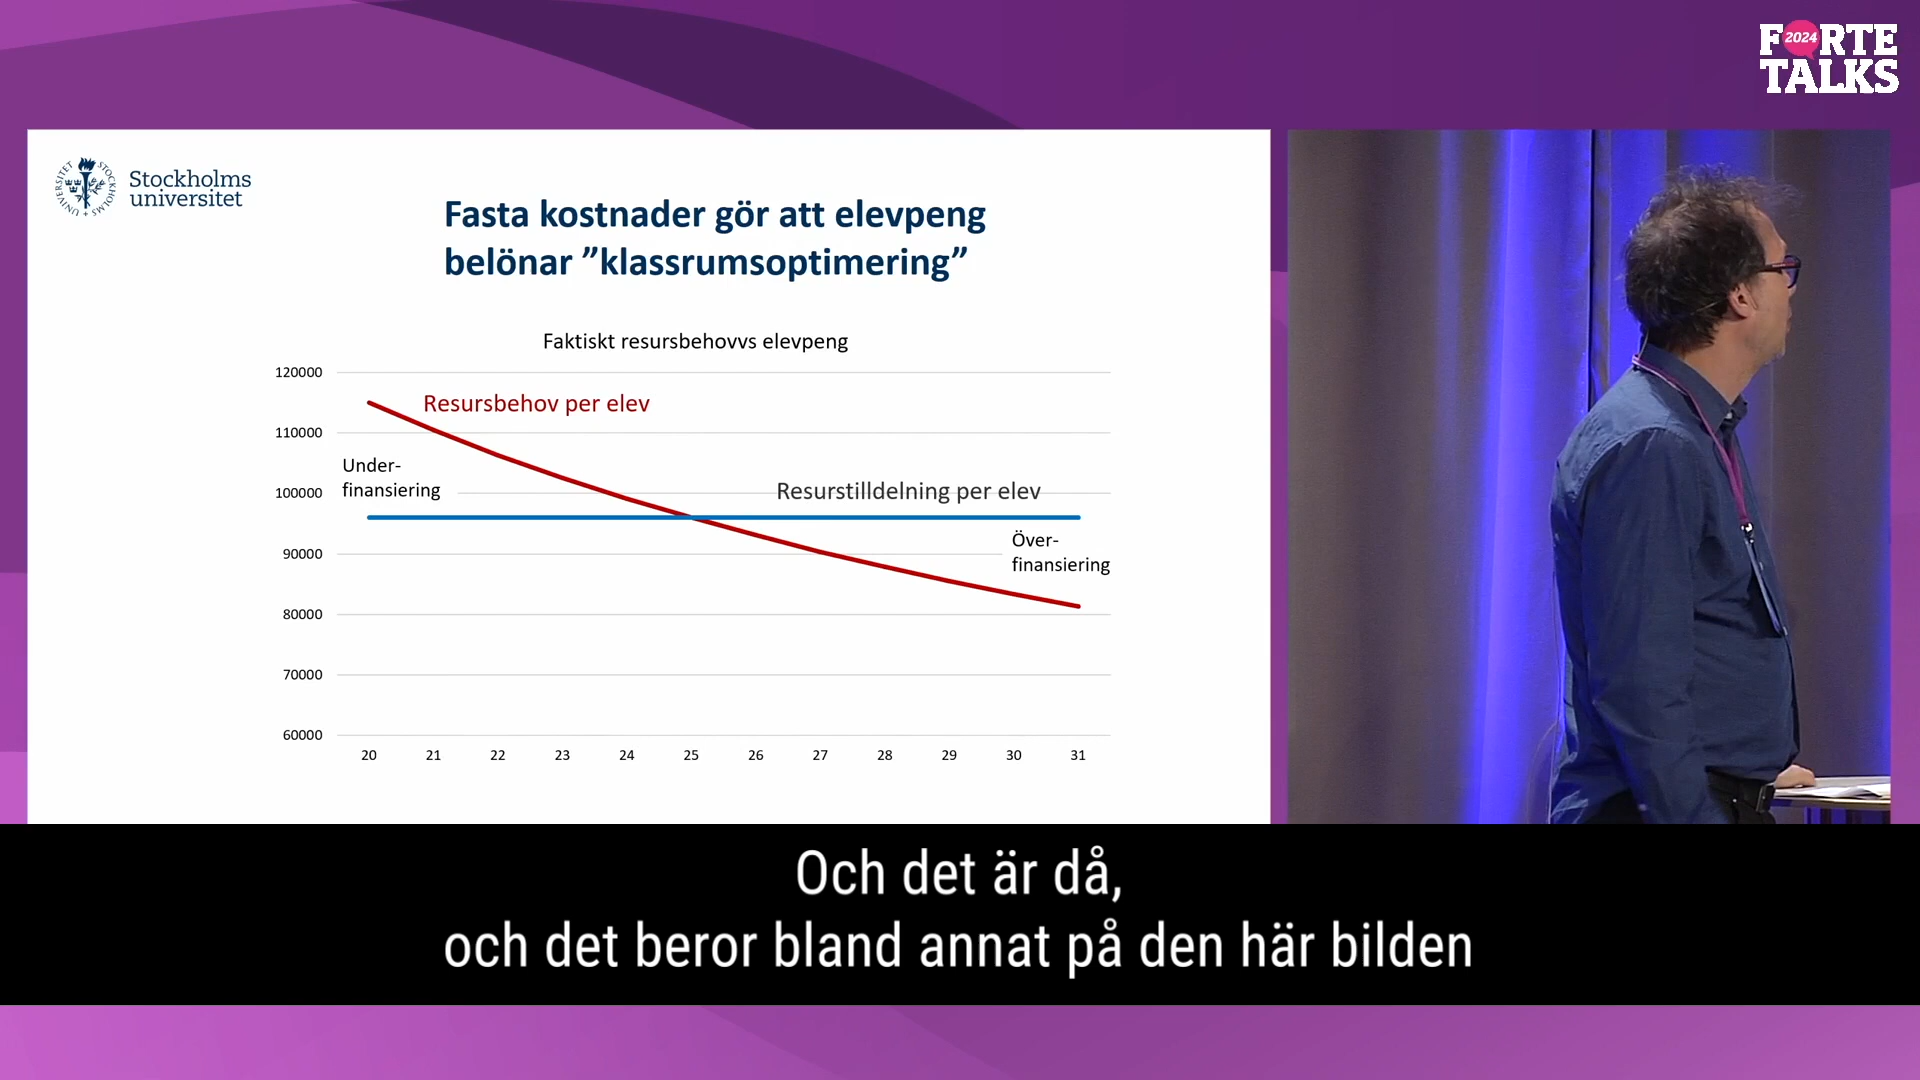 FORTE
2024
TALKS
Stockholms
universitet
Fasta kostnader gör att elevpeng
belönar ”klassrumsoptimering”
Faktiskt resursbehovvs elevpeng
120000
110000
100000
90000
80000
70000
60000
Resursbehov per elev
Under-
finansiering
Resurstilldelning per elev
Över-
finansiering
20 21 22 23 24 25 26 27 28 29 30 31
Och det är då,
och det beror bland annat på den här bilden